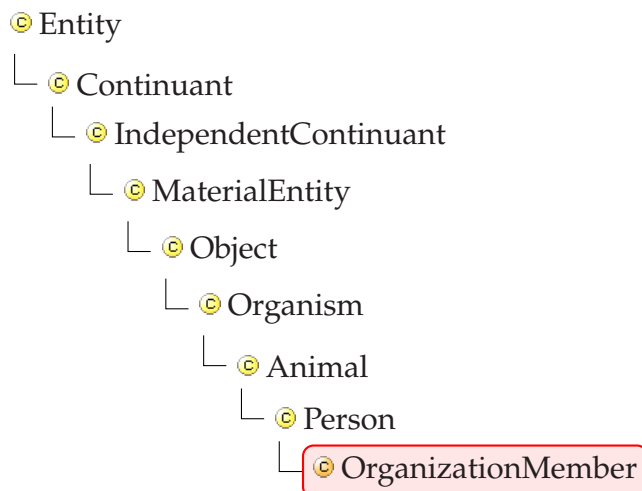 C Entity
C Continuant
C IndependentContinuant
C MaterialEntity
C Object
C Organism
C Animal
C Person
C OrganizationMember